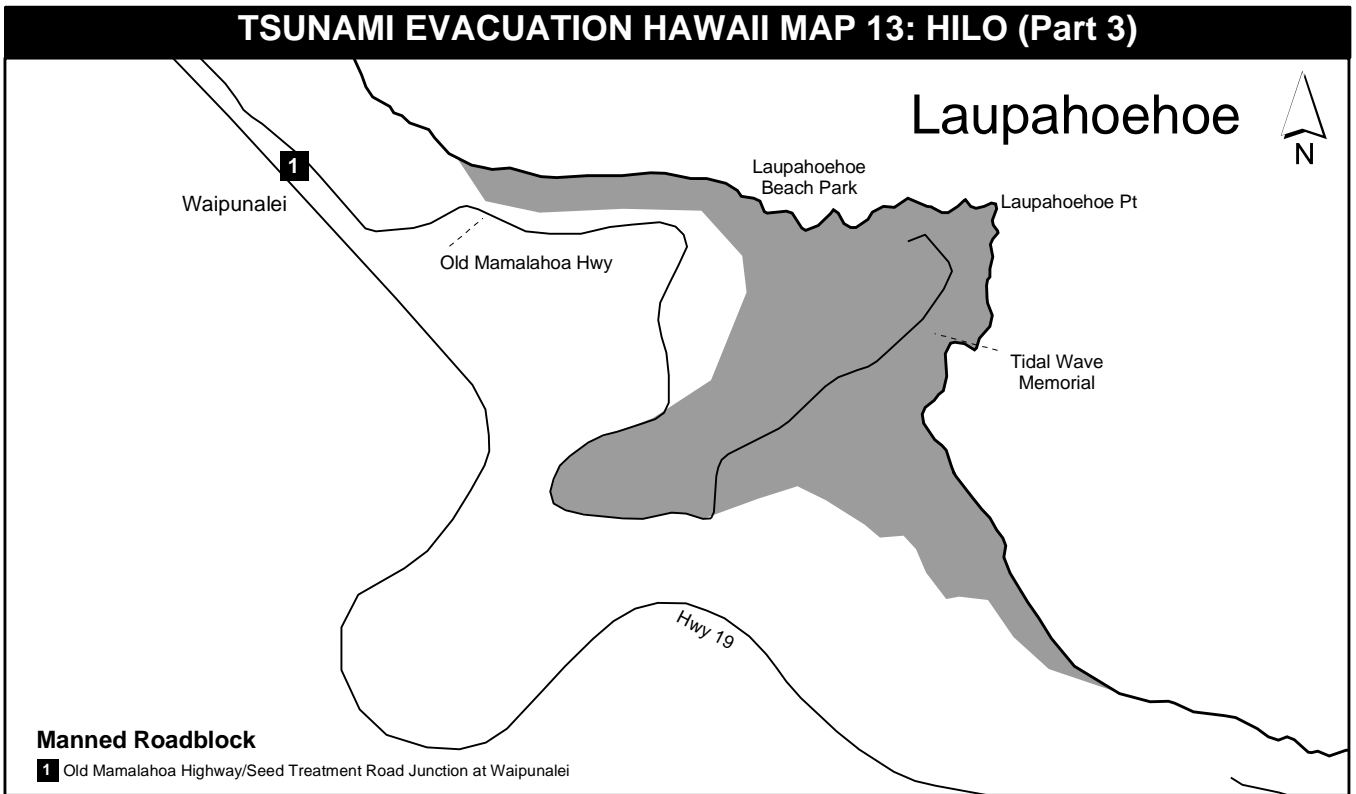 TSUNAMI EVACUATION HAWAII MAP 13: HILO (Part 3)
Laupahoehoe
N
Laupahoehoe
Beach Park
Laupahoehoe Pt
1
Waipunalei
Old Mamalahoa Hwy
Tidal Wave
Memorial
Hwy 19
Manned Roadblock
1 Old Mamalahoa Highway/Seed Treatment Road Junction at Waipunalei